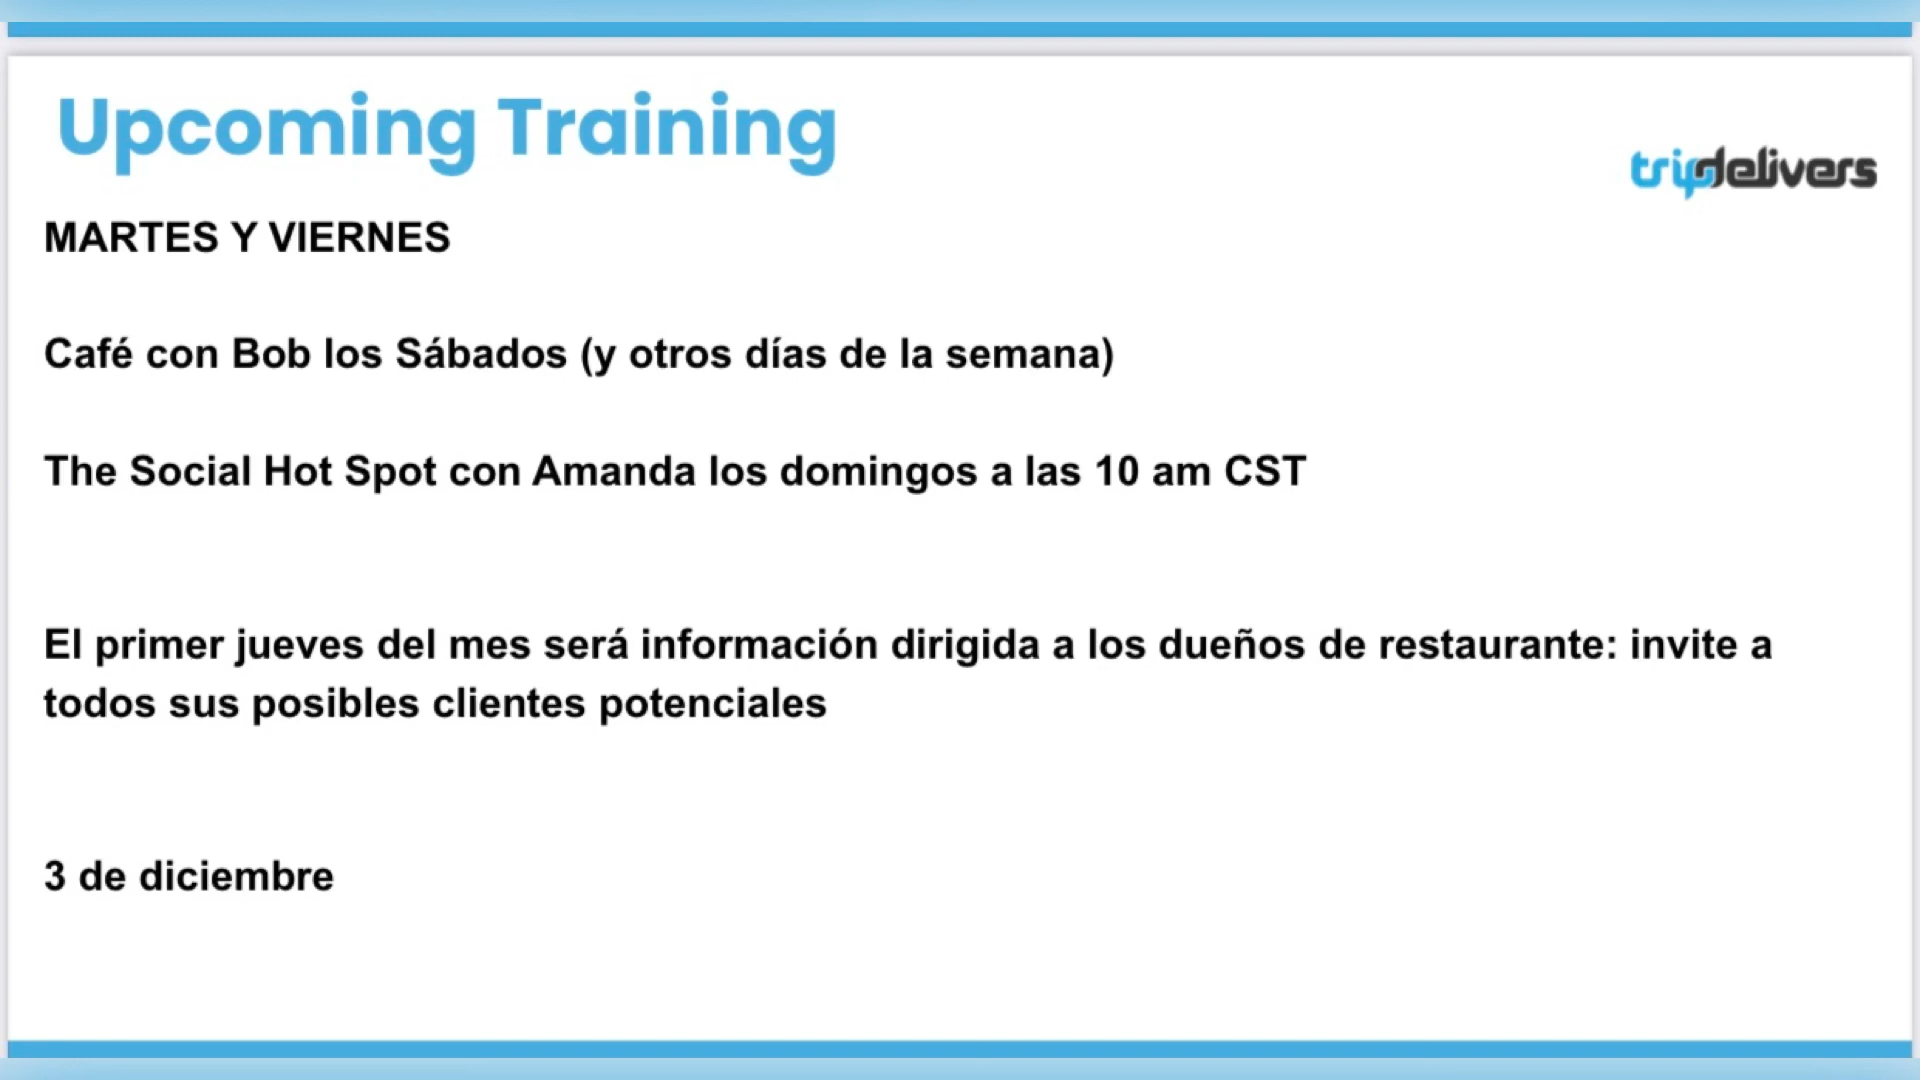 Upcoming Training
tripdelivers
MARTES Y VIERNES
Café con Bob los Sábados (y otros días de la semana)
The Social Hot Spot con Amanda los domingos a las 10 am CST
El primer jueves del mes será información dirigida a los dueños de restaurante: invite a
todos sus posibles clientes potenciales
3 de diciembre